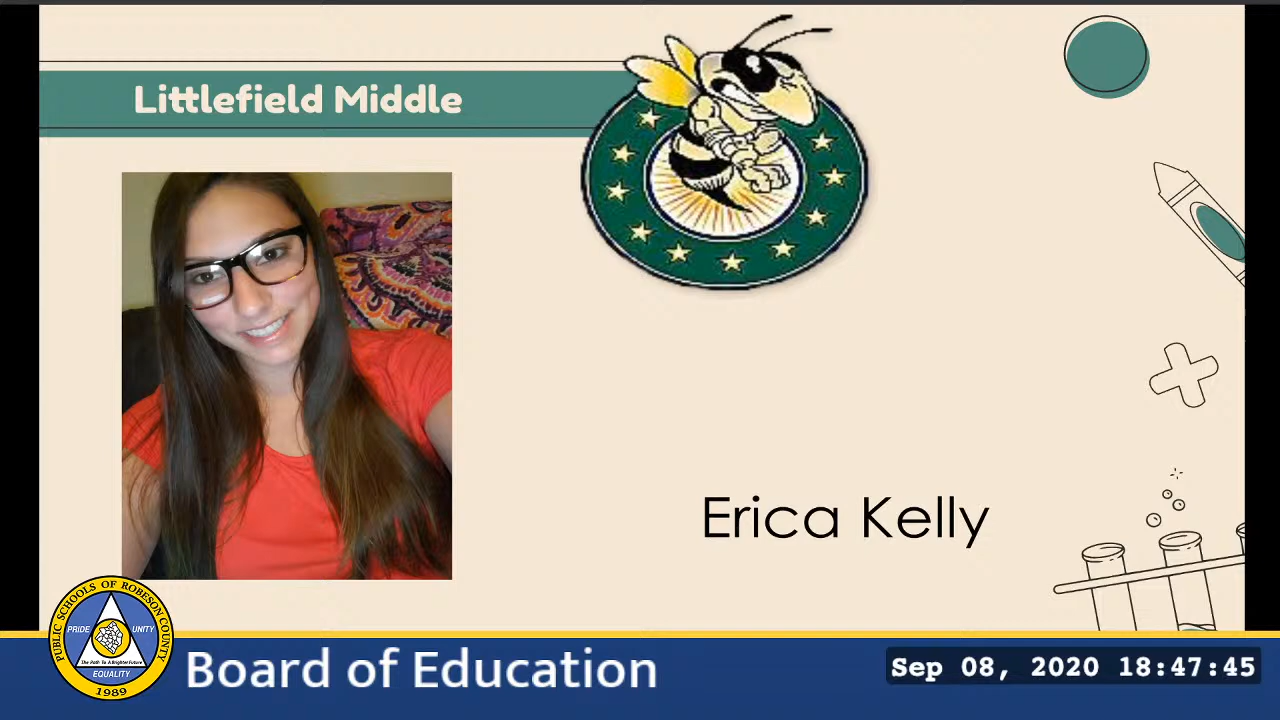 Littlefield Middle
Erica Kelly
PUBLIC SCHOOLS OF ROBESON COUNTY
PRIDE
UNITY
The Path To A Brighter Future
EQUALITY
1989
Board of Education
Sep 08, 2020 18:47:45